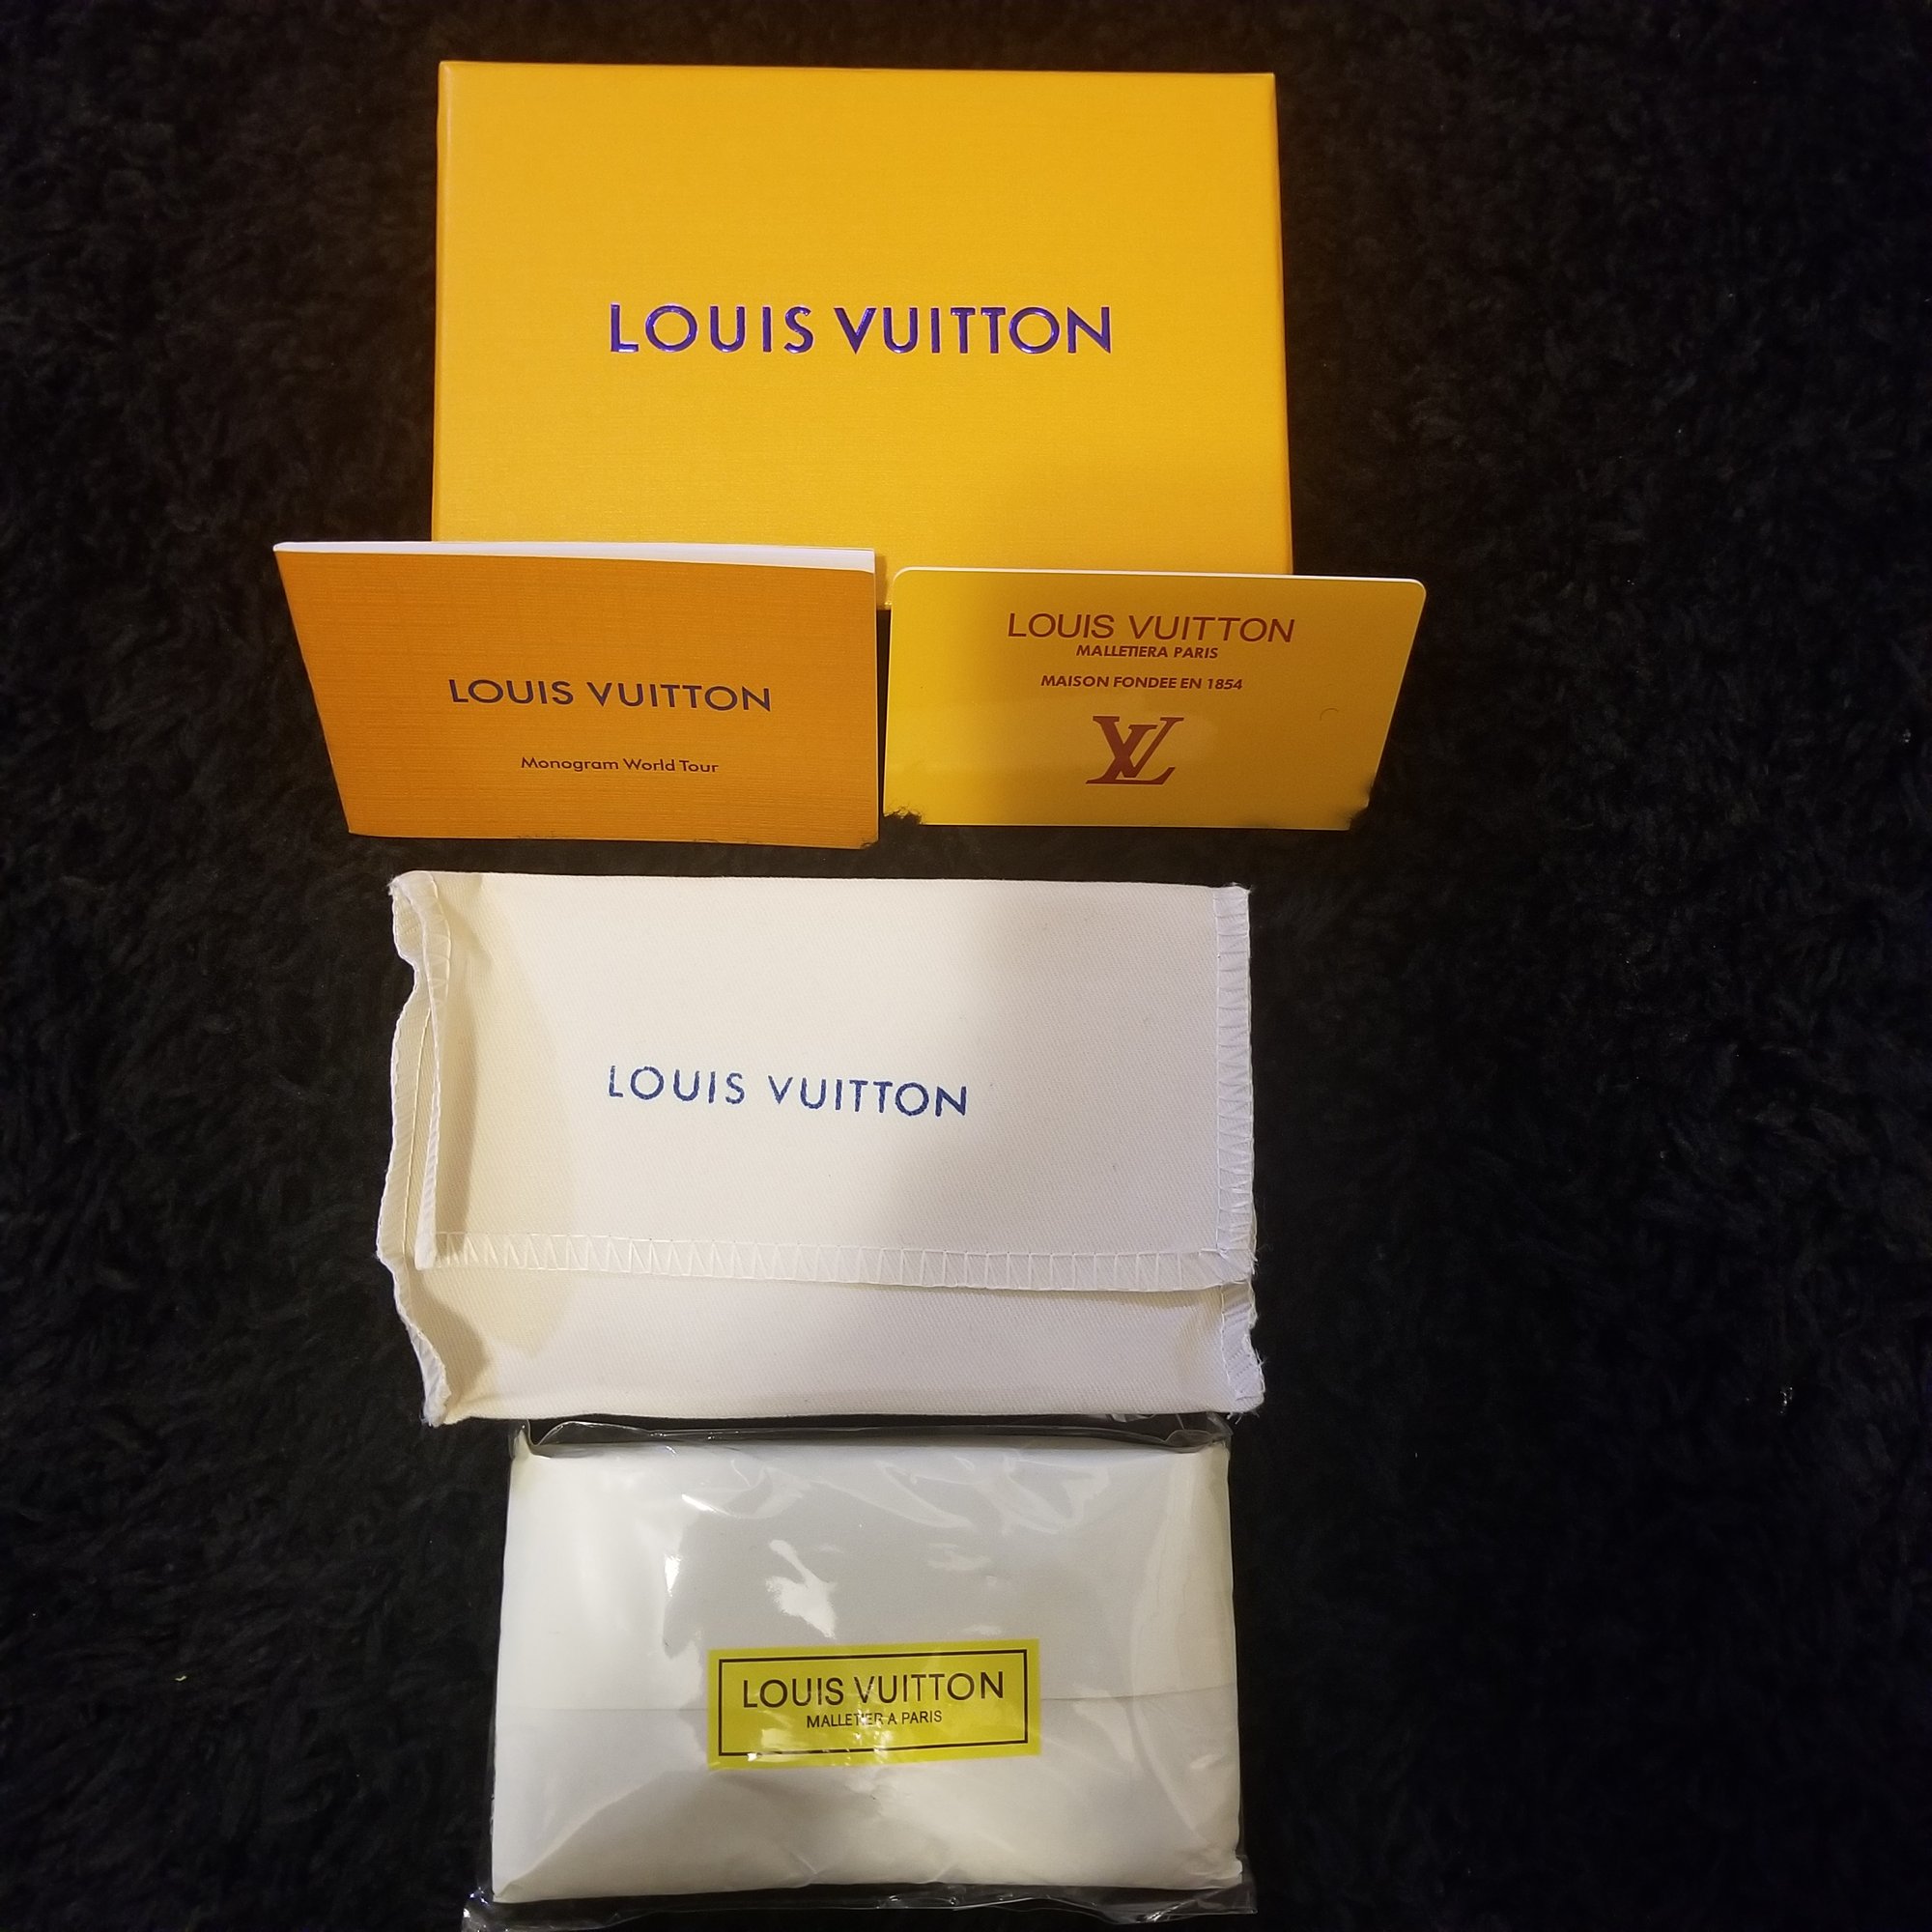 LOUIS VUITTON
LOUIS VUITTON
Monogram World Tour
LOUIS VUITTON
MALLETIERA PARIS
MAISON FONDEE EN 1854
LV
LOUIS VUITTON
LOUIS VUITTON
MALLETIER A PARIS